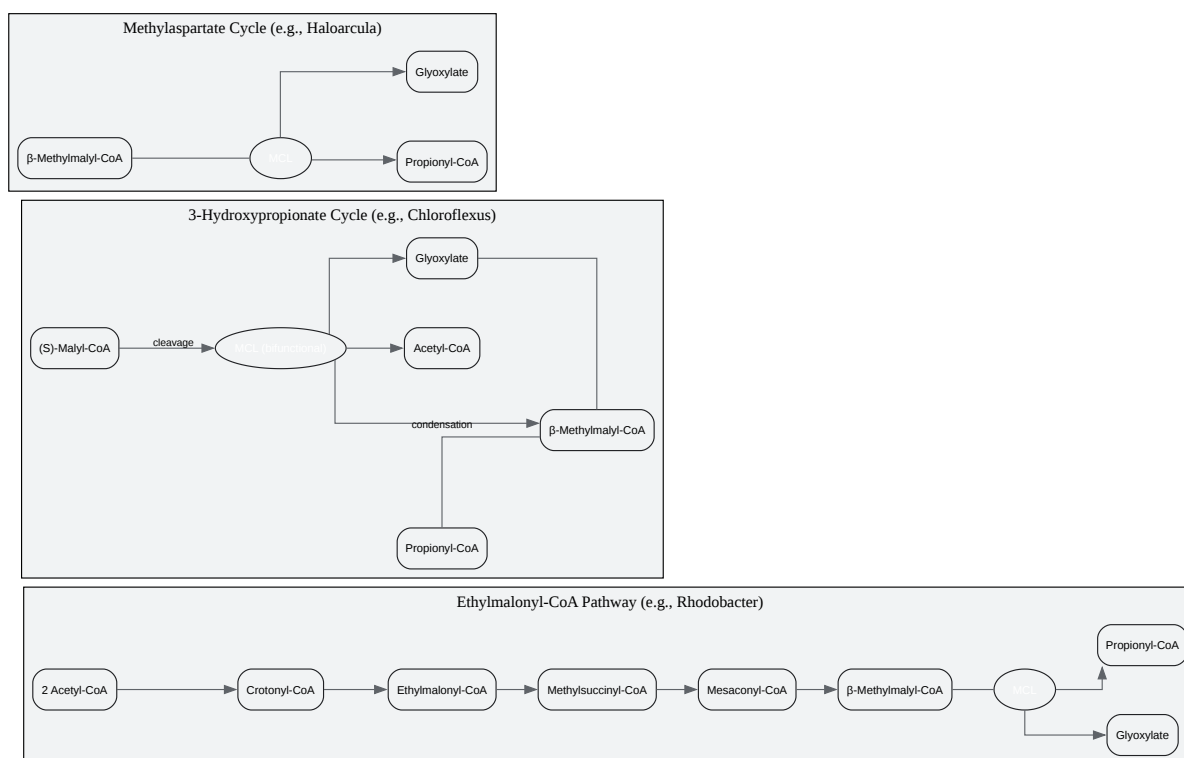 Methylaspartate Cycle (e.g., Haloarcula)
Glyoxylate
β-Methylmalyl-CoA
MCL
Propionyl-CoA
3-Hydroxypropionate Cycle (e.g., Chloroflexus)
Glyoxylate
(S)-Malyl-CoA
cleavage
MCL (bifunctional)
Acetyl-CoA
condensation
β-Methylmalyl-CoA
Propionyl-CoA
Ethylmalonyl-CoA Pathway (e.g., Rhodobacter)
Propionyl-CoA
2 Acetyl-CoA
Crotonyl-CoA
Ethylmalonyl-CoA
Methylsuccinyl-CoA
Mesaconyl-CoA
β-Methylmalyl-CoA
MCL
Glyoxylate